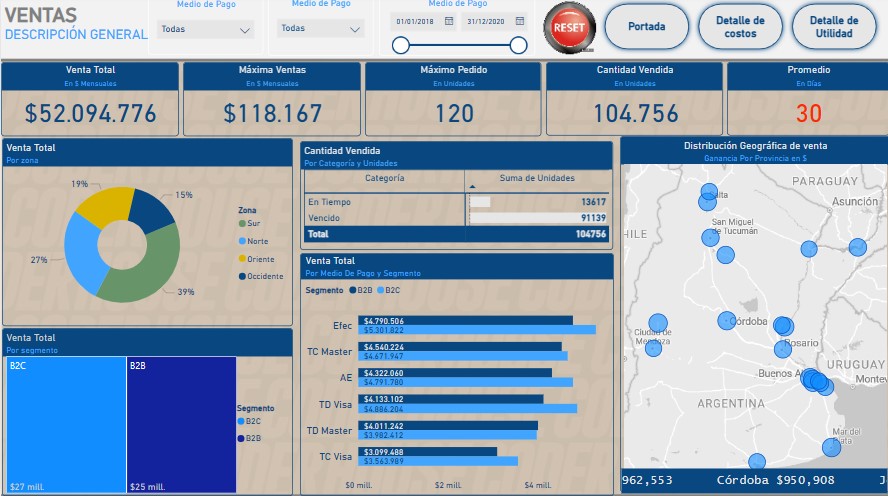 VENTAS
DESCRIPCIÓN GENERAL
Medio de Pago
Todas
Medio de Pago
Todas
Medio de Pago
01/01/2018
31/12/2020
RESET
Portada
Detalle de
costos
Detalle de
Utilidad
Venta Total
En $ Mensuales
$52.094.776
Máxima Ventas
En $ Mensuales
$118.167
Máximo Pedido
En Unidades
120
Cantidad Vendida
En Unidades
104.756
Promedio
En Días
30
Venta Total
Por zona
19%
15%
27%
39%
Zona
Sur
Norte
Oriente
Occidente
Cantidad Vendida
Por Categoría y Unidades
Categoría Suma de Unidades
En Tiempo 13617
Vencido 91139
Total 104756
Distribución Geográfica de venta
Ganancia Por Provincia en $
PARAGUAY
Asunción
San Miguel
de Tucumán
Córdoba
Ciudad de
Mendoza
Rosario
URUGUAY
Buenos
ARGENTINA
Mar del
Plata
962,553 Córdoba $950,908
Venta Total
Por segmento
B2C
B2B
$27 mill.
$25 mill.
Segmento
B2C
B2B
Venta Total
Por Medio De Pago y Segmento
Segmento B2B B2C
Efec
$4.790.506
$5.301.822
TC Master
$4.540.224
$4.671.947
AE
$4.322.060
$4.791.780
TD Visa
$4.133.102
$4.886.204
TD Master
$4.011.242
$3.982.412
TC Visa
$3.099.488
$3.563.989
$0 mill.
$2 mill.
$4 mill.